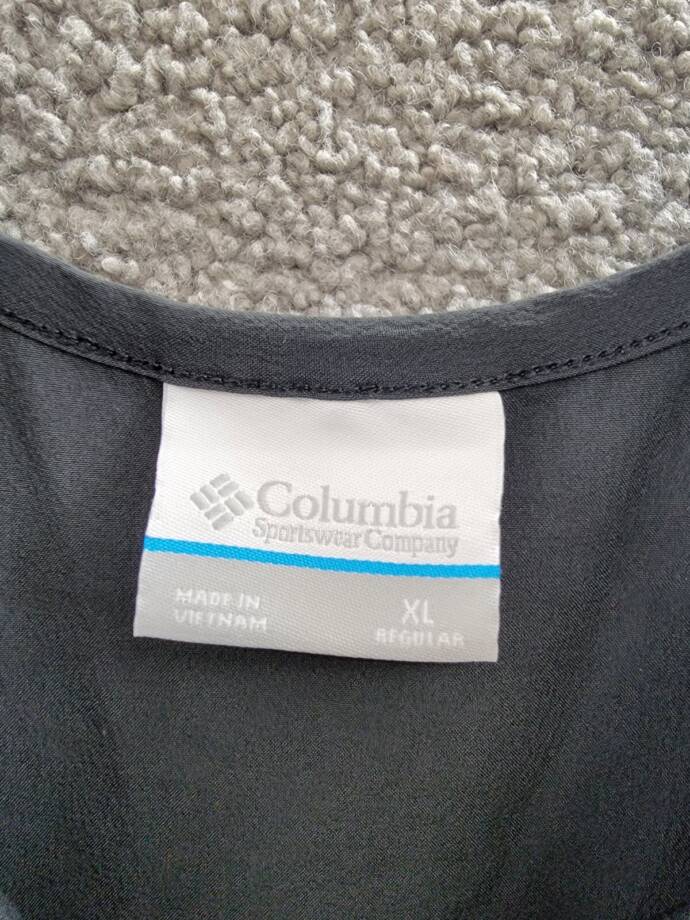 Columbia
Sportswear Company
MADE IN
VIETNAM
XL
REGULAR